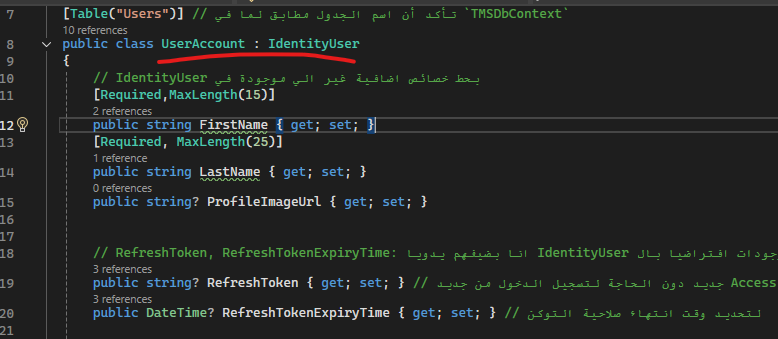 7 [Table("Users")] // تأكد أن اسم الجدول مطابق لما في `TMSDbContext`
10 references
8 public class UserAccount : IdentityUser
9 {
10 // IdentityUser بحط خصائص اضافية غير الي موجودة في
11 [Required,MaxLength(15)]
2 references
12 public string FirstName { get; set; }
13 [Required, MaxLength(25)]
1 reference
14 public string LastName { get; set; }
0 references
15 public string? ProfileImageUrl { get; set; }
16
17
18 // RefreshToken, RefreshTokenExpiryTime: انا بضيفهم يدويا IdentityUser جودات افتراضيا بال
3 references
19 public string? RefreshToken { get; set; } // جديد دون الحاجة لتسجيل الدخول من جديد Access
3 references
20 public DateTime? RefreshTokenExpiryTime { get; set; } // لتحديد وقت انتهاء صلاحية التوكن
21